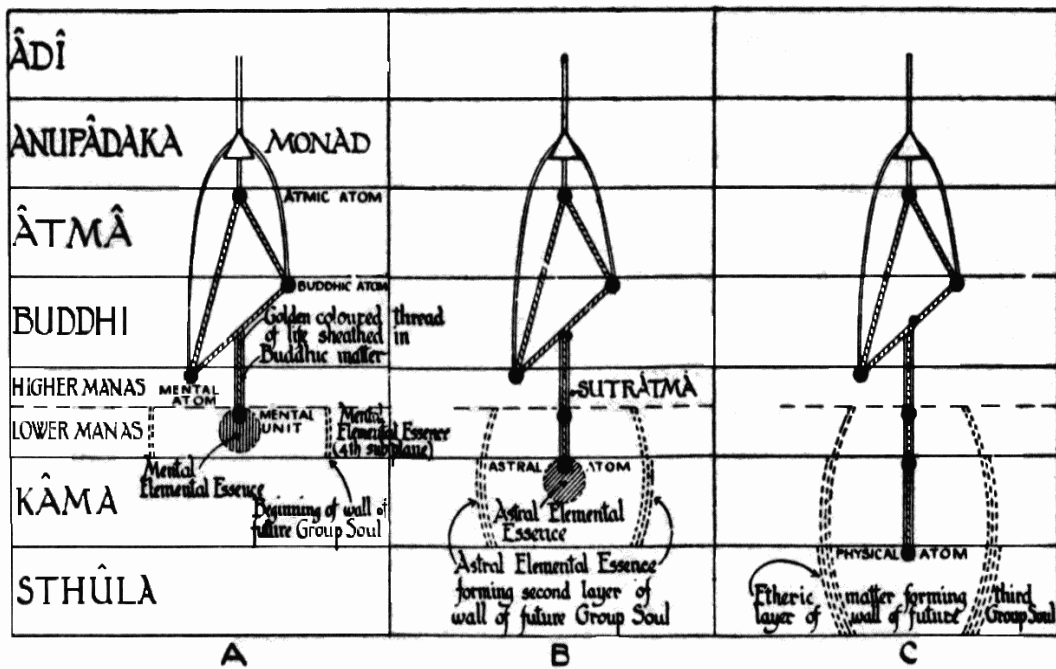 ÂDÎ
ANUPÂDAKA
ÂTMÂ
BUDDHI
HIGHER MANAS
LOWER MANAS
KÂMA
STHÛLA
MONAD
ÂTMIC ATOM
BUDDHIC ATOM
Golden coloured thread
of life sheathed in
Buddhic matter
MENTAL
ATOM
MENTAL
UNIT
Mental
Elemental Essence
(4th subplane)
Mental
Elemental Essence
Beginning of wall of
future Group Soul
A
SUTRÂTMÂ
ASTRAL ATOM
Astral Elemental
Essence
Astral Elemental Essence
forming second layer of
wall of future Group Soul
B
PHYSICAL ATOM
Etheric matter forming third
layer of wall of future Group Soul
C